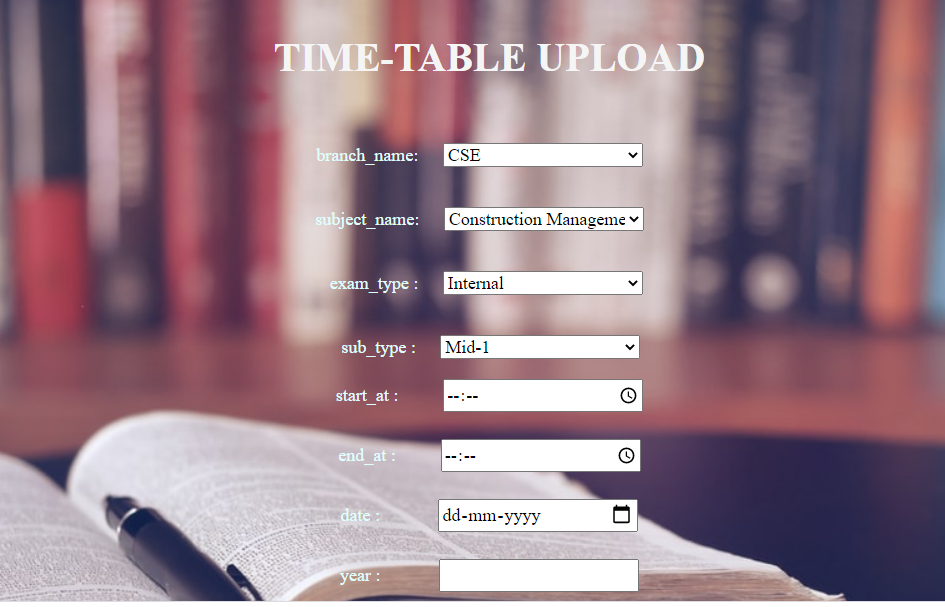 TIME-TABLE UPLOAD
branch_name: CSE
subject_name: Construction Manageme
exam_type : Internal
sub_type : Mid-1
start_at : --:--
end_at : --:--
date : dd-mm-yyyy
year :